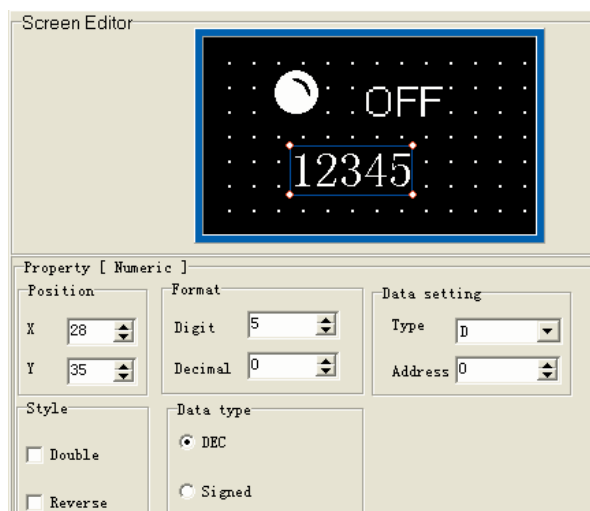 Screen Editor
OFF
12345
Property [ Numeric ]
Position
Format
Data setting
X 28
Digit 5
Type D
Y 35
Decimal 0
Address 0
Style
Data type
Double
DEC
Reverse
Signed